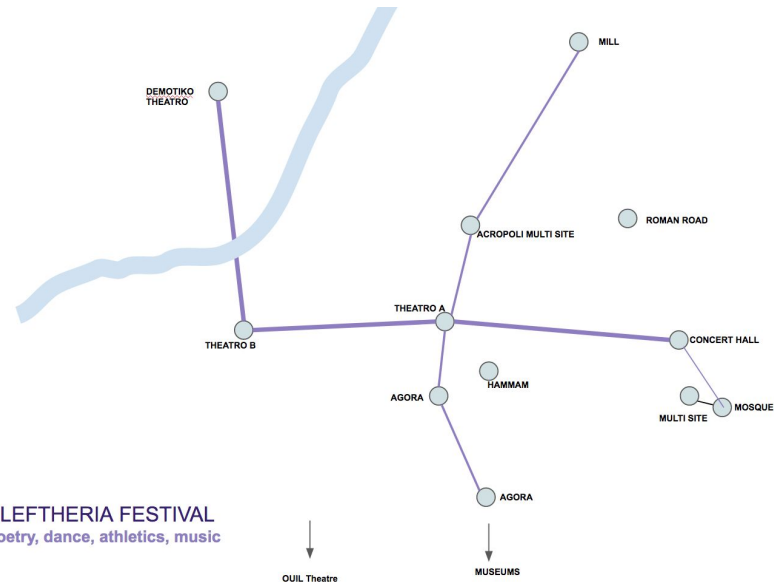 MILL
DEMOTIKO
THEATRO
ROMAN ROAD
ACROPOLI MULTI SITE
THEATRO A
THEATRO B
CONCERT HALL
HAMMAM
AGORA
MOSQUE
MULTI SITE
AGORA
LEFTHERIA FESTIVAL
oetry, dance, athletics, music
MUSEUMS
OUIL Theatre